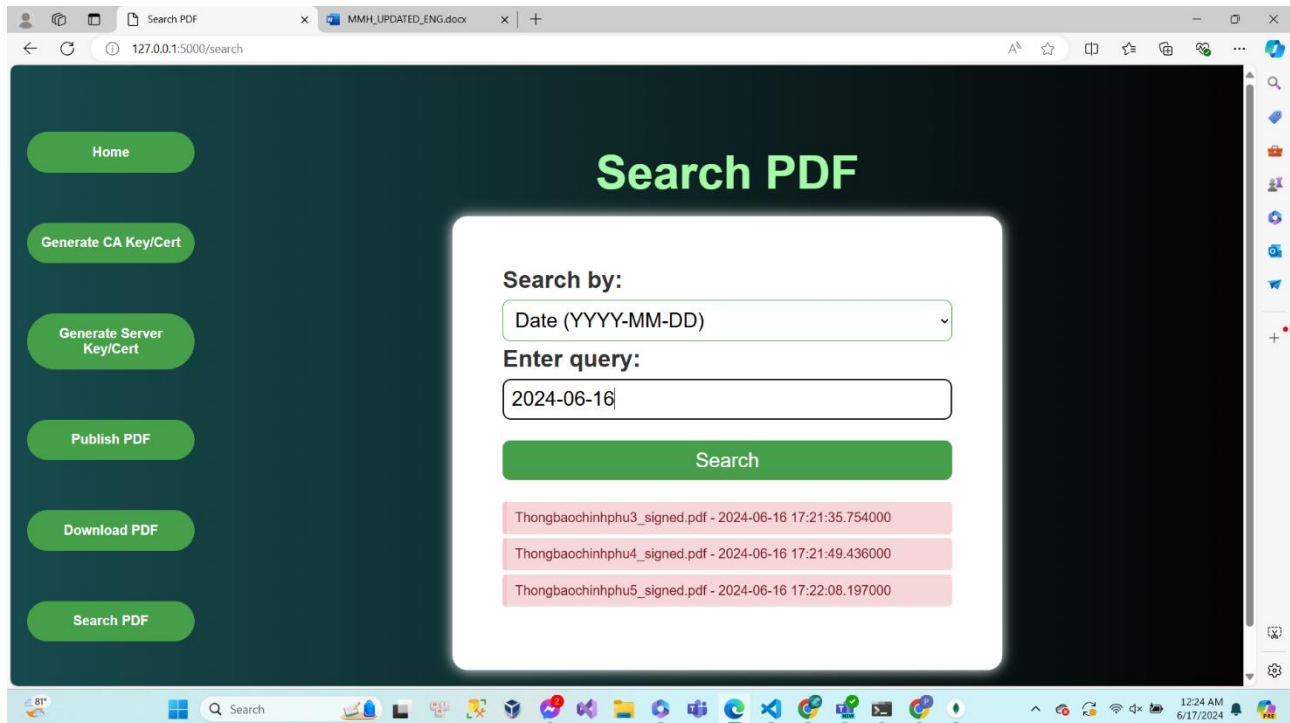 Search PDF
MMH_UPDATED_ENG.docx
127.0.0.1:5000/search
Home
Generate CA Key/Cert
Generate Server
Key/Cert
Publish PDF
Download PDF
Search PDF
Search PDF
Search by:
Date (YYYY-MM-DD)
Enter query:
2024-06-16
Search
Thongbaochinhphu3_signed.pdf - 2024-06-16 17:21:35.754000
Thongbaochinhphu4_signed.pdf - 2024-06-16 17:21:49.436000
Thongbaochinhphu5_signed.pdf - 2024-06-16 17:22:08.197000
81°
Search
12:24 AM
6/17/2024